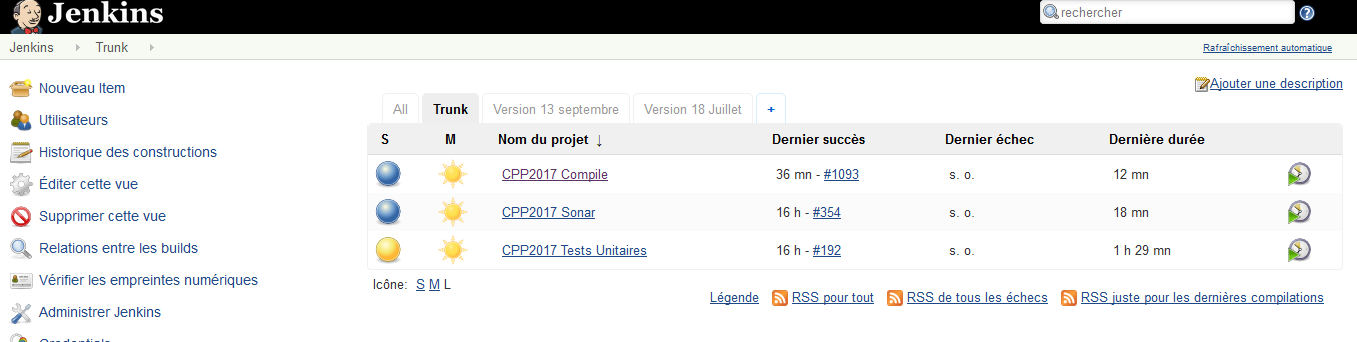 Jenkins
rechercher
Jenkins Trunk Rafraîchissement automatique
Ajouter une description
Nouveau Item
Utilisateurs
Historique des constructions
Éditer cette vue
Supprimer cette vue
Relations entre les builds
Vérifier les empreintes numériques
Administrer Jenkins
Credentials
All Trunk Version 13 septembre Version 18 Juillet +
S M Nom du projet ↓ Dernier succès Dernier échec Dernière durée
CPP2017 Compile 36 mn - #1093 s. o. 12 mn
CPP2017 Sonar 16 h - #354 s. o. 18 mn
CPP2017 Tests Unitaires 16 h - #192 s. o. 1 h 29 mn
Icône: S M L
Légende RSS pour tout RSS de tous les échecs RSS juste pour les dernières compilations